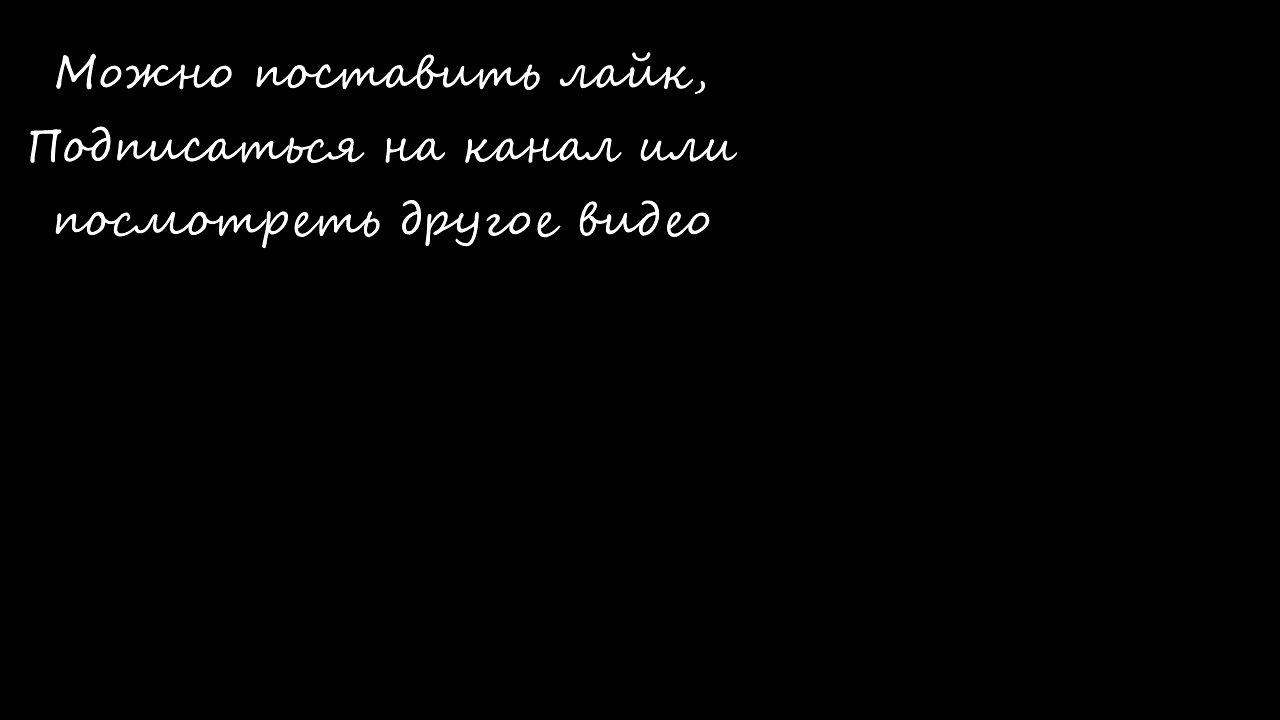 Можно поставить лайк,
Подписаться на канал или
посмотреть другое видео